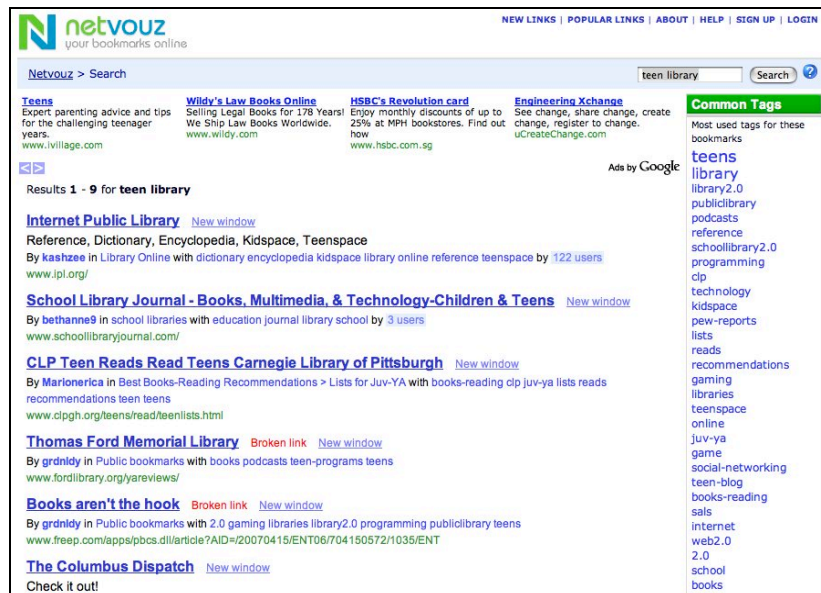 netvouz
your bookmarks online
NEW LINKS | POPULAR LINKS | ABOUT | HELP | SIGN UP | LOGIN
Netvouz > Search
teen library
Search
?
Teens
Expert parenting advice and tips
for the challenging teenager
years.
www.ivillage.com
Wildy's Law Books Online
Selling Legal Books for 178 Years!
We Ship Law Books Worldwide.
www.wildy.com
HSBC's Revolution card
Enjoy monthly discounts of up to
25% at MPH bookstores. Find out
how
www.hsbc.com.sg
Engineering Xchange
See change, share change, create
change, register to change.
uCreateChange.com
< >
Ads by Google
Results 1 - 9 for teen library
Internet Public Library New window
Reference, Dictionary, Encyclopedia, Kidspace, Teenspace
By kashzee in Library Online with dictionary encyclopedia kidspace library online reference teenspace by 122 users
www.ipl.org/
School Library Journal - Books, Multimedia, & Technology-Children & Teens New window
By bethanne9 in school libraries with education journal library school by 3 users
www.schoollibraryjournal.com/
CLP Teen Reads Read Teens Carnegie Library of Pittsburgh New window
By Marionerica in Best Books-Reading Recommendations > Lists for Juv-YA with books-reading clp juv-ya lists reads
recommendations teen teens
www.clpgh.org/teens/read/teenlists.html
Thomas Ford Memorial Library Broken link New window
By grdnldy in Public bookmarks with books podcasts teen-programs teens
www.fordlibrary.org/yareviews/
Books aren't the hook Broken link New window
By grdnldy in Public bookmarks with 2.0 gaming libraries library2.0 programming publiclibrary teens
www.freep.com/apps/pbcs.dll/article?AID=/20070415/ENT06/704150572/1035/ENT
The Columbus Dispatch New window
Check it out!
Common Tags
Most used tags for these
bookmarks
teens
library
library2.0
publiclibrary
podcasts
reference
schoollibrary2.0
programming
clp
technology
kidspace
pew-reports
lists
reads
recommendations
gaming
libraries
teenspace
online
juv-ya
game
social-networking
teen-blog
books-reading
sals
internet
web2.0
2.0
school
books